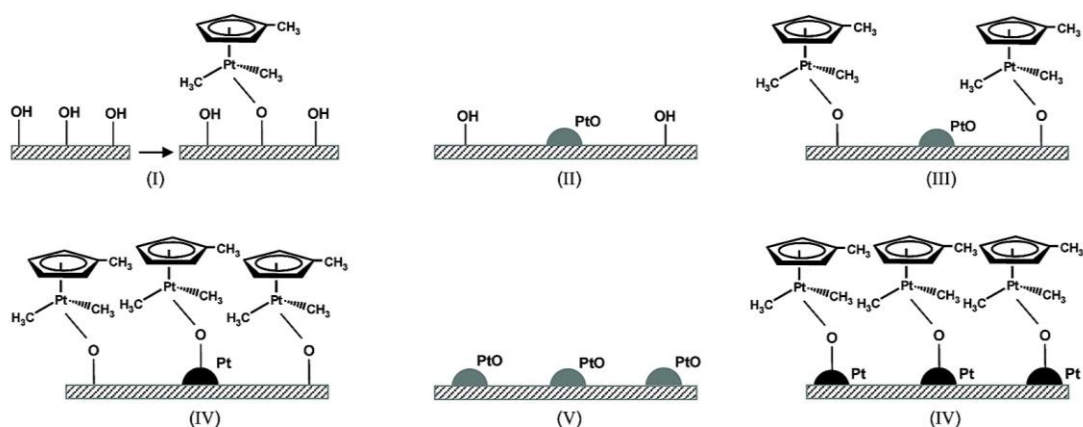 CH3
Pt
H3C
CH3
OH
OH
OH
OH
O
OH
(I)
OH
PtO
OH
(II)
CH3
Pt
H3C
CH3
O
PtO
CH3
Pt
H3C
CH3
O
(III)
CH3
Pt
H3C
CH3
O
CH3
Pt
H3C
CH3
O
Pt
CH3
Pt
H3C
CH3
O
(IV)
PtO
PtO
PtO
(V)
CH3
Pt
H3C
CH3
O
Pt
CH3
Pt
H3C
CH3
O
Pt
CH3
Pt
H3C
CH3
O
Pt
(IV)